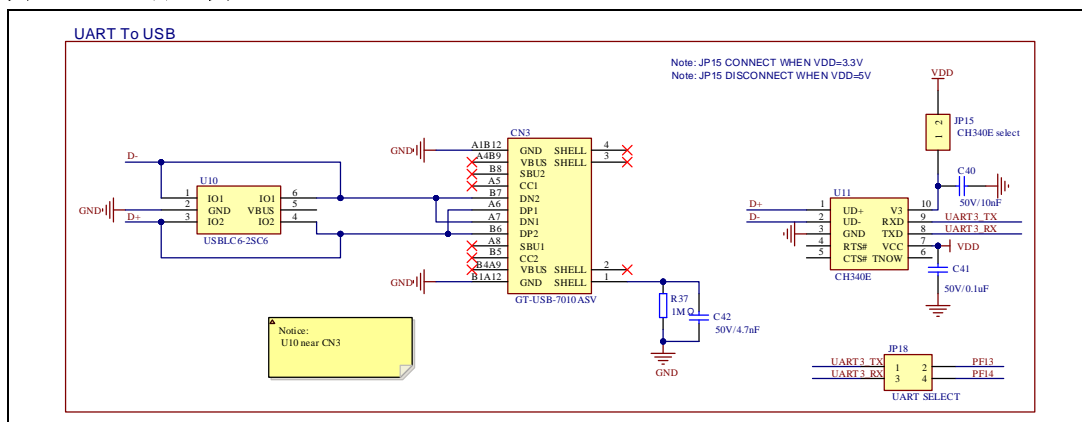 UART To USB
Note: JP15 CONNECT WHEN VDD=3.3V
Note: JP15 DISCONNECT WHEN VDD=5V
VDD
JP15
1 2
CH340E select
C40
50V/10nF
D-
U10
1 IO1 IO1 6
GND 2 GND VBUS 5
D+ 3 IO2 IO2 4
USBLC6-2SC6
CN3
GND A1B12 GND SHELL 4
A4B9 VBUS SHELL 3
B8 SBU2
A5 CC1
B7 DN2
A6 DP1
A7 DN1
B6 DP2
A8 SBU1
B5 CC2
B4A9 VBUS SHELL 2
GND B1A12 GND SHELL 1
GT-USB-7010ASV
R37
1MΩ
C42
50V/4.7nF
GND
U11
D+ 1 UD+ V3 10
D- 2 UD- RXD 9 UART3_TX
3 GND TXD 8 UART3_RX
4 RTS# VCC 7 VDD
5 CTS# TNOW 6
CH340E
C41
50V/0.1uF
Notice:
U10 near CN3
JP18
UART3_TX 1 2 PF13
UART3_RX 3 4 PF14
UART SELECT